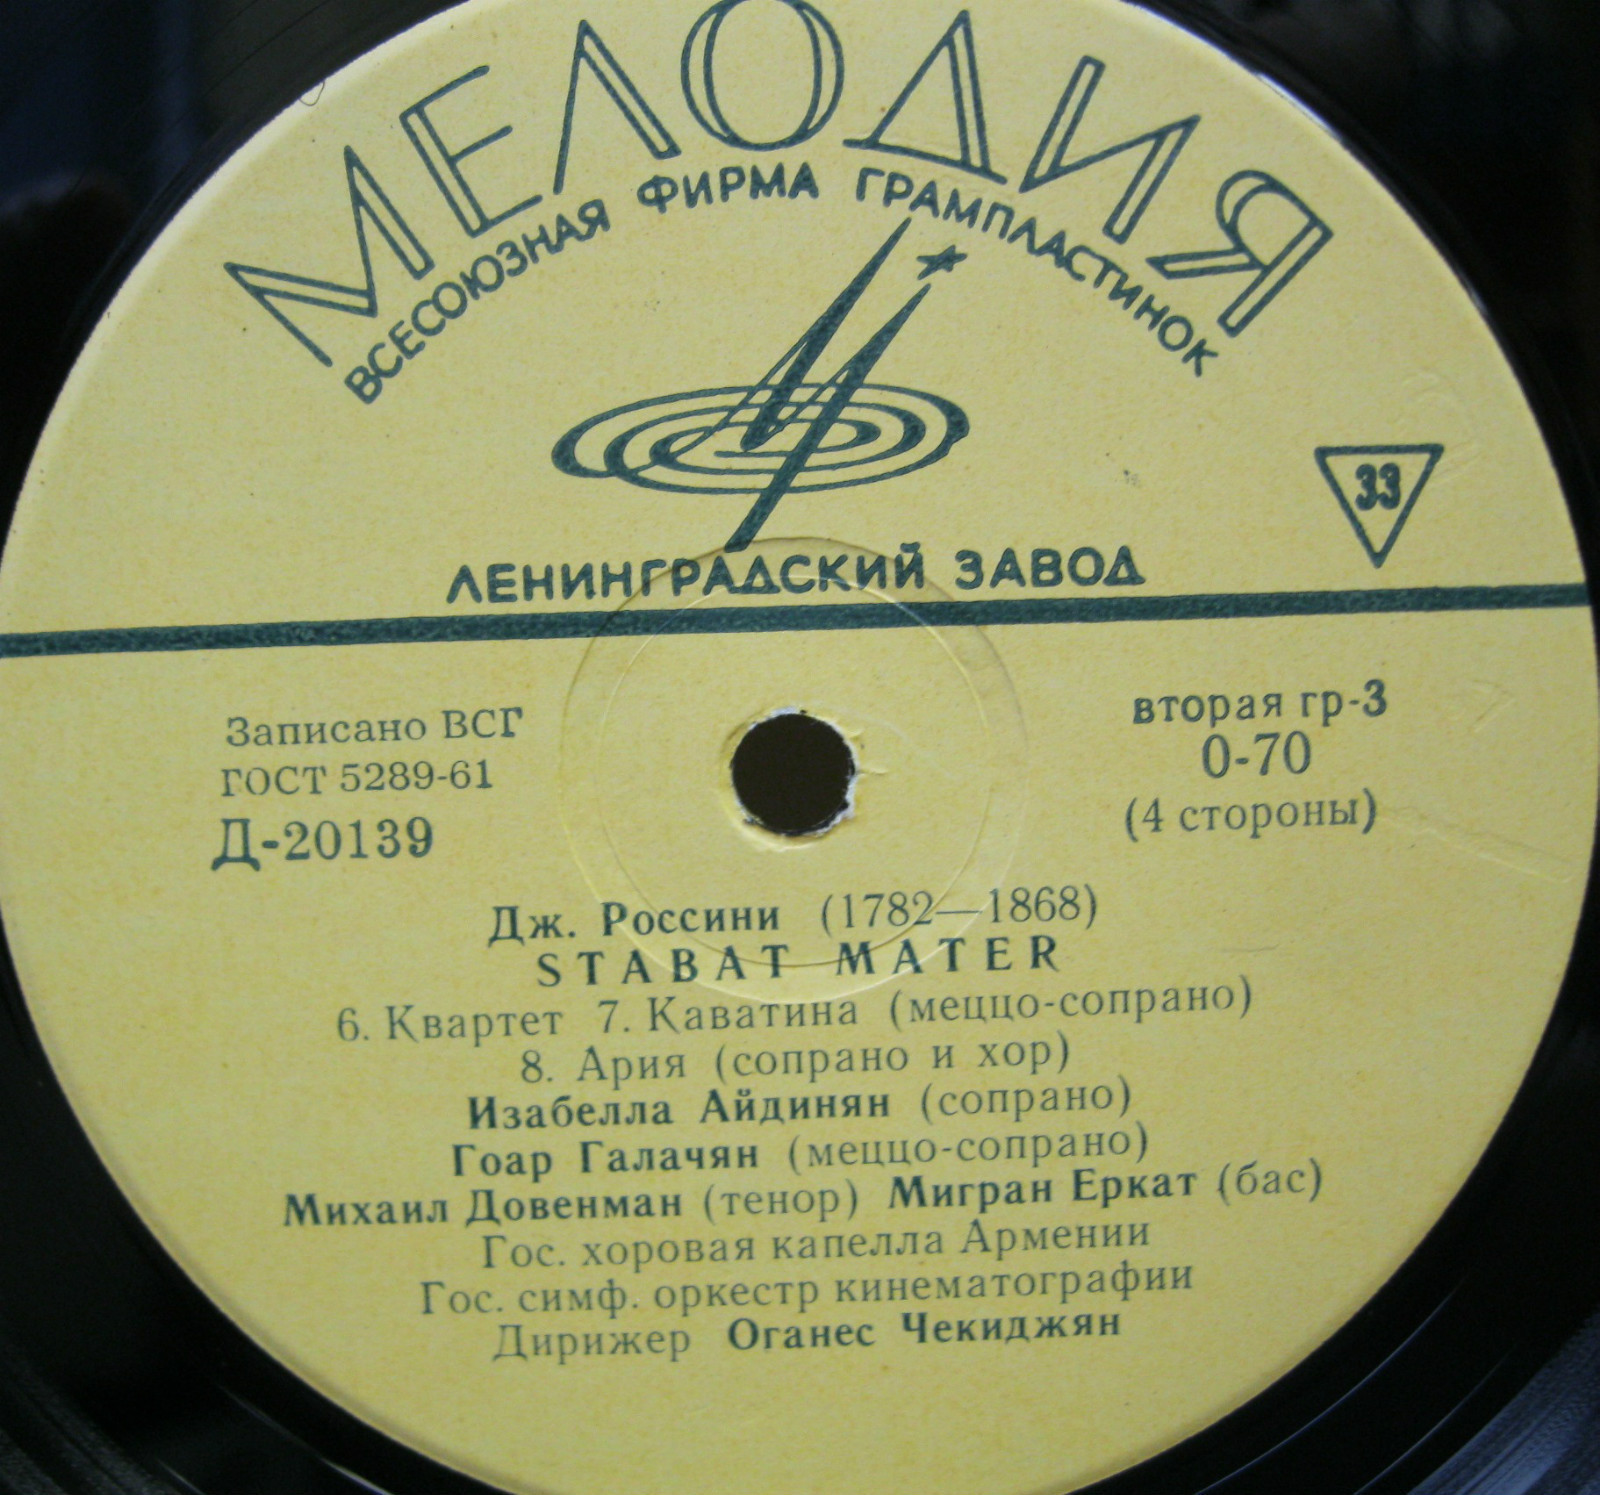 МЕЛОДИЯ
ВСЕСОЮЗНАЯ ФИРМА ГРАМПЛАСТИНОК
33
ЛЕНИНГРАДСКИЙ ЗАВОД
Записано ВСГ
ГОСТ 5289-61
Д-20139
вторая гр-3
0-70
(4 стороны)
Дж. Россини (1782—1868)
STABAT MATER
6. Квартет 7. Каватина (меццо-сопрано)
8. Ария (сопрано и хор)
Изабелла Айдинян (сопрано)
Гоар Галачян (меццо-сопрано)
Михаил Довенман (тенор) Мигран Еркат (бас)
Гос. хоровая капелла Армении
Гос. симф. оркестр кинематографии
Дирижер Оганес Чекиджян